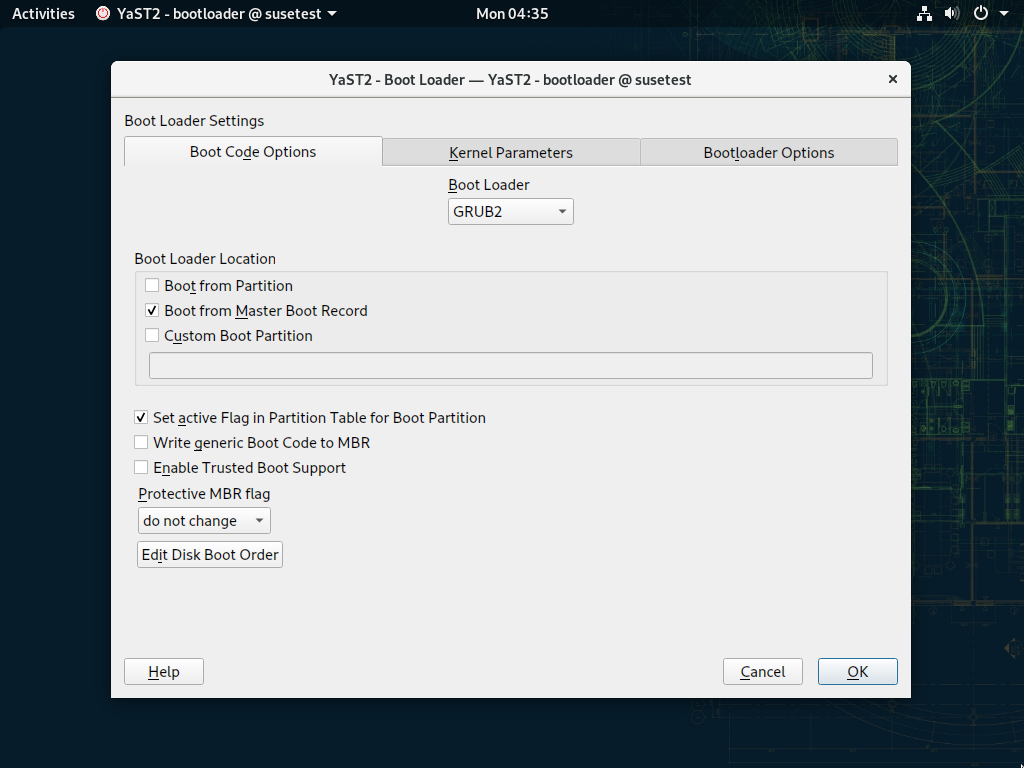 Activities YaST2 - bootloader @ susetest Mon 04:35
YaST2 - Boot Loader — YaST2 - bootloader @ susetest
Boot Loader Settings
Boot Code Options Kernel Parameters Bootloader Options
Boot Loader
GRUB2
Boot Loader Location
Boot from Partition
Boot from Master Boot Record
Custom Boot Partition
Set active Flag in Partition Table for Boot Partition
Write generic Boot Code to MBR
Enable Trusted Boot Support
Protective MBR flag
do not change
Edit Disk Boot Order
Help Cancel OK